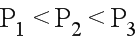 P₁ < P₂ < P₃